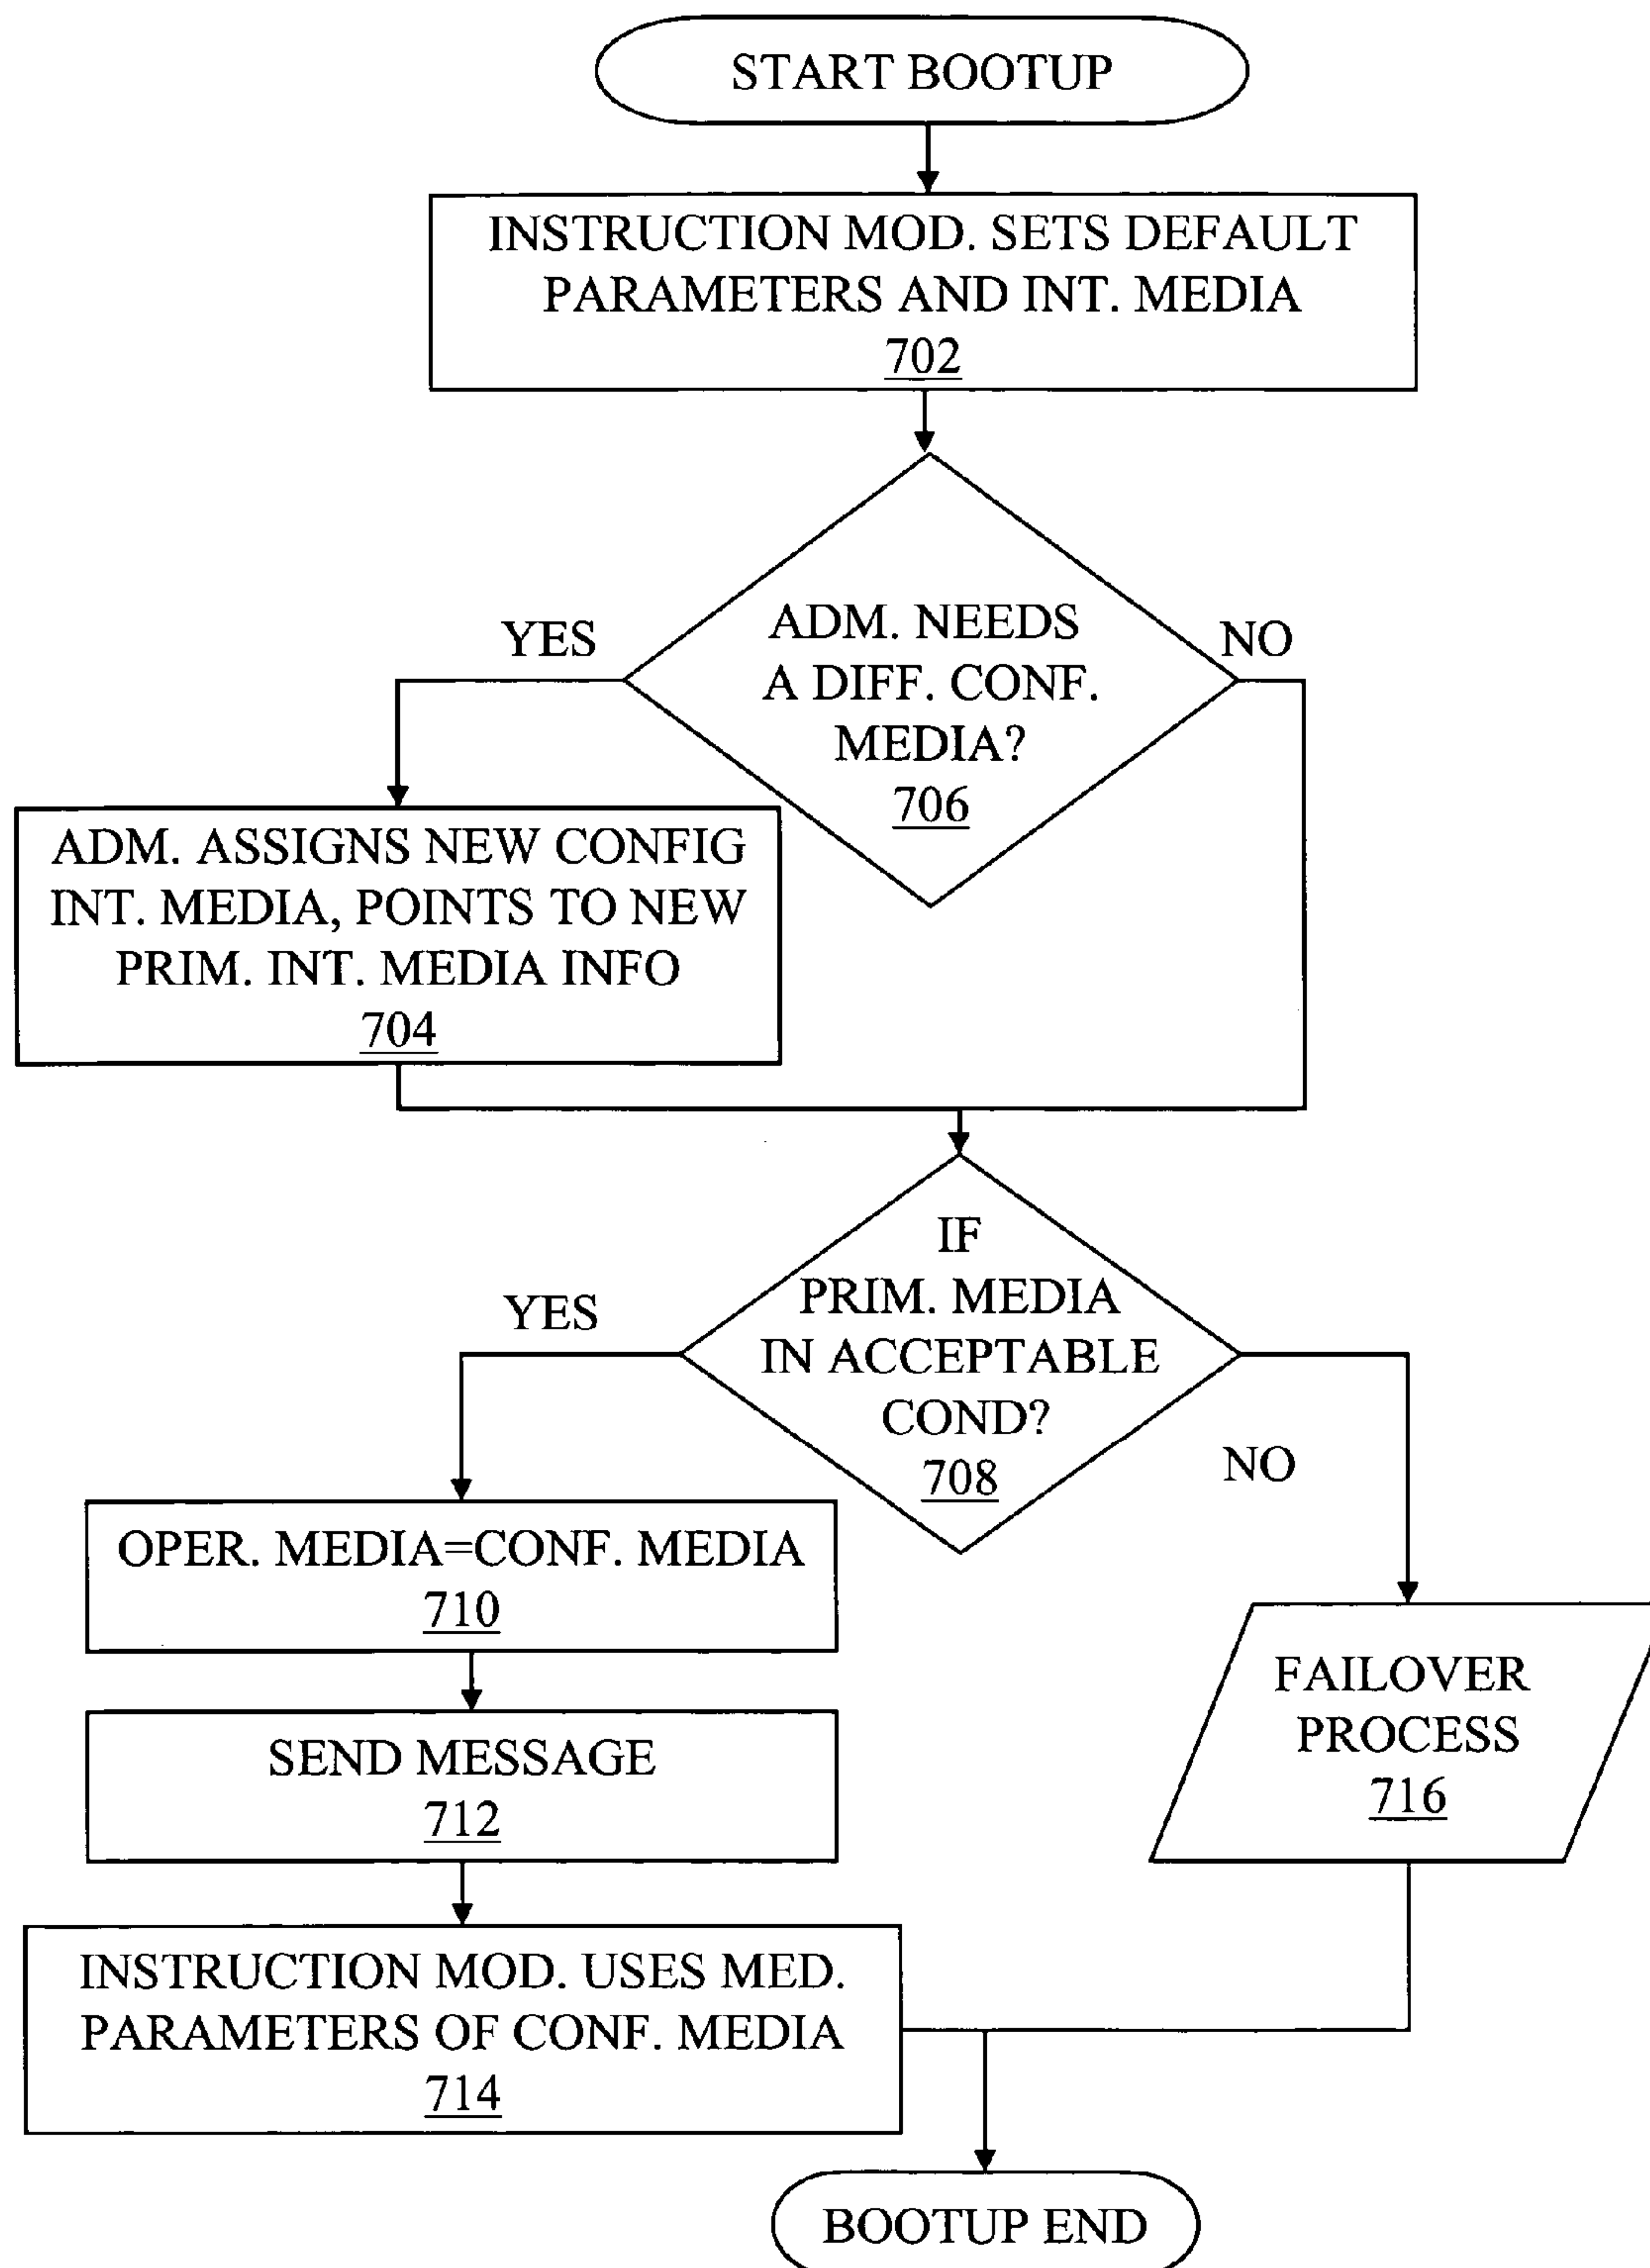 START BOOTUP
INSTRUCTION MOD. SETS DEFAULT
PARAMETERS AND INT. MEDIA
702
YES
ADM. NEEDS
A DIFF. CONF.
MEDIA?
706
NO
ADM. ASSIGNS NEW CONFIG
INT. MEDIA, POINTS TO NEW
PRIM. INT. MEDIA INFO
704
IF
PRIM. MEDIA
IN ACCEPTABLE
COND?
708
YES
NO
OPER. MEDIA=CONF. MEDIA
710
SEND MESSAGE
712
FAILOVER
PROCESS
716
INSTRUCTION MOD. USES MED.
PARAMETERS OF CONF. MEDIA
714
BOOTUP END